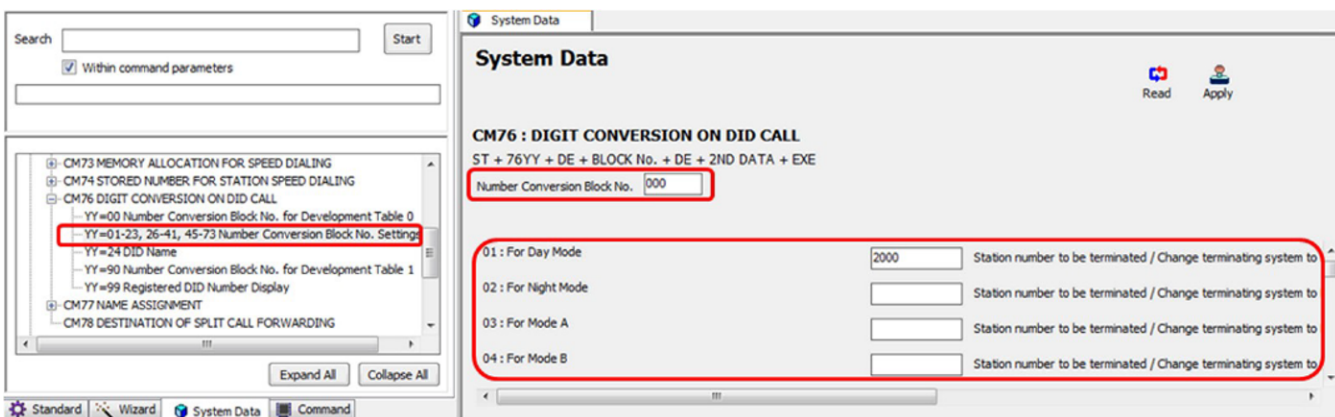 Search
Start
Within command parameters
CM73 MEMORY ALLOCATION FOR SPEED DIALING
CM74 STORED NUMBER FOR STATION SPEED DIALING
CM76 DIGIT CONVERSION ON DID CALL
YY=00 Number Conversion Block No. for Development Table 0
YY=01-23, 26-41, 45-73 Number Conversion Block No. Settings
YY=24 DID Name
YY=90 Number Conversion Block No. for Development Table 1
YY=99 Registered DID Number Display
CM77 NAME ASSIGNMENT
CM78 DESTINATION OF SPLIT CALL FORWARDING
Expand All Collapse All
Standard Wizard System Data Command
System Data
System Data
Read Apply
CM76 : DIGIT CONVERSION ON DID CALL
ST + 76YY + DE + BLOCK No. + DE + 2ND DATA + EXE
Number Conversion Block No. 000
01 : For Day Mode 2000 Station number to be terminated / Change terminating system to
02 : For Night Mode Station number to be terminated / Change terminating system to
03 : For Mode A Station number to be terminated / Change terminating system to
04 : For Mode B Station number to be terminated / Change terminating system to